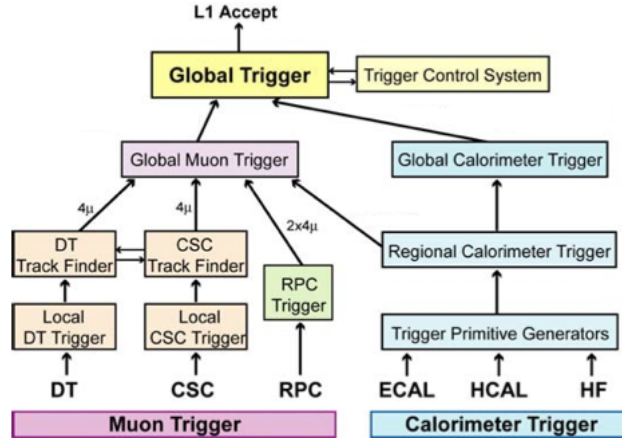 L1 Accept
Global Trigger
Trigger Control System
Global Muon Trigger
Global Calorimeter Trigger
4μ
4μ
2x4μ
DT
Track Finder
CSC
Track Finder
Regional Calorimeter Trigger
RPC
Trigger
Local
DT Trigger
Local
CSC Trigger
Trigger Primitive Generators
DT
CSC
RPC
ECAL
HCAL
HF
Muon Trigger
Calorimeter Trigger